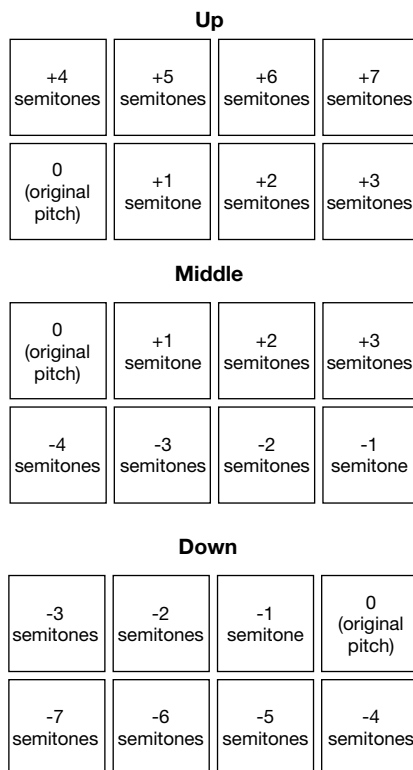 Up
+4
semitones
+5
semitones
+6
semitones
+7
semitones
0
(original
pitch)
+1
semitone
+2
semitones
+3
semitones
Middle
0
(original
pitch)
+1
semitone
+2
semitones
+3
semitones
-4
semitones
-3
semitones
-2
semitones
-1
semitone
Down
-3
semitones
-2
semitones
-1
semitone
0
(original
pitch)
-7
semitones
-6
semitones
-5
semitones
-4
semitones